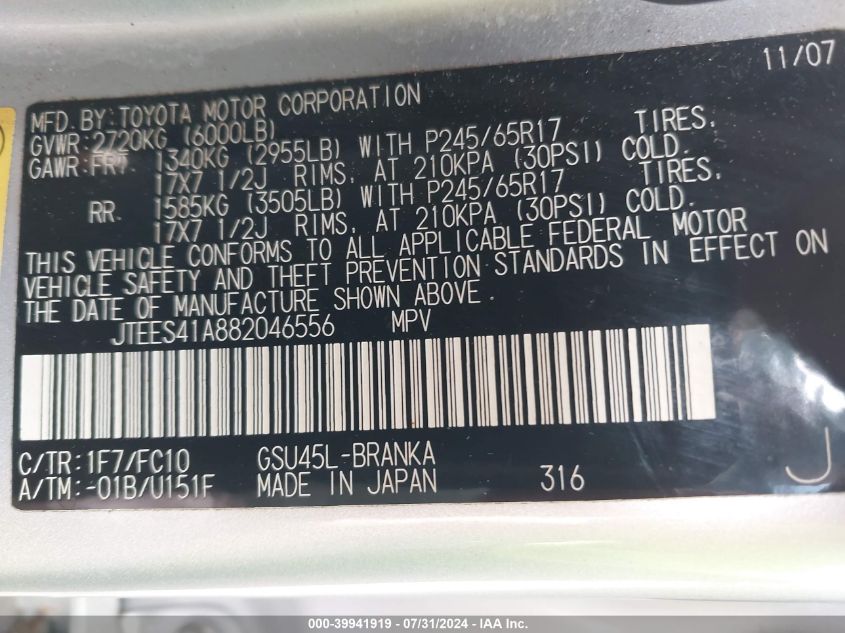 11/07
MFD. BY: TOYOTA MOTOR CORPORATION
GVWR: 2720KG (6000LB)
GAWR: FRT 1340KG (2955LB) WITH P245/65R17 TIRES,
17X7 1/2J RIMS, AT 210KPA (30PSI) COLD.
RR 1585KG (3505LB) WITH P245/65R17 TIRES,
17X7 1/2J RIMS, AT 210KPA (30PSI) COLD.
THIS VEHICLE CONFORMS TO ALL APPLICABLE FEDERAL MOTOR
VEHICLE SAFETY AND THEFT PREVENTION STANDARDS IN EFFECT ON
THE DATE OF MANUFACTURE SHOWN ABOVE.
JTEES41A882046556 MPV
C/TR: 1F7/FC10 GSU45L-BRANKA
A/TM: -01B/U151F MADE IN JAPAN 316 J
000-39941919 - 07/31/2024 - IAA Inc.